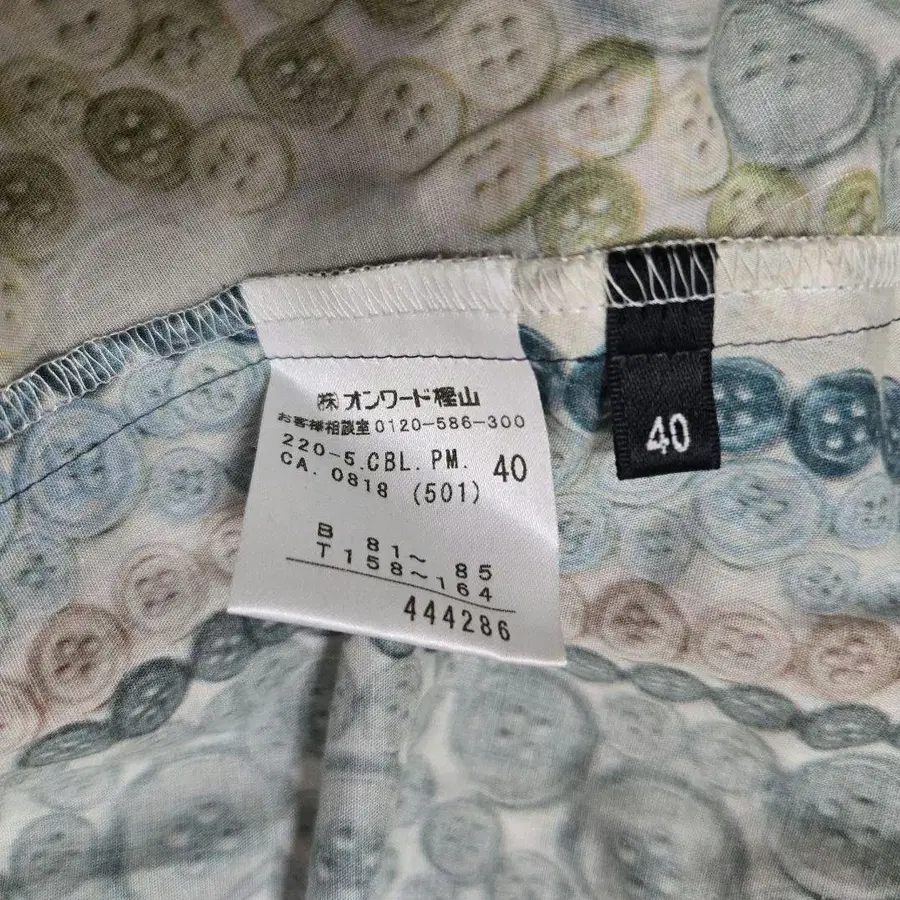 ㈱オンワード樫山
お客様相談室 0120-586-300
220-5.CBL.PM. 40
CA. 0818 (501)
B 81～ 85
T 158～164
444286
40